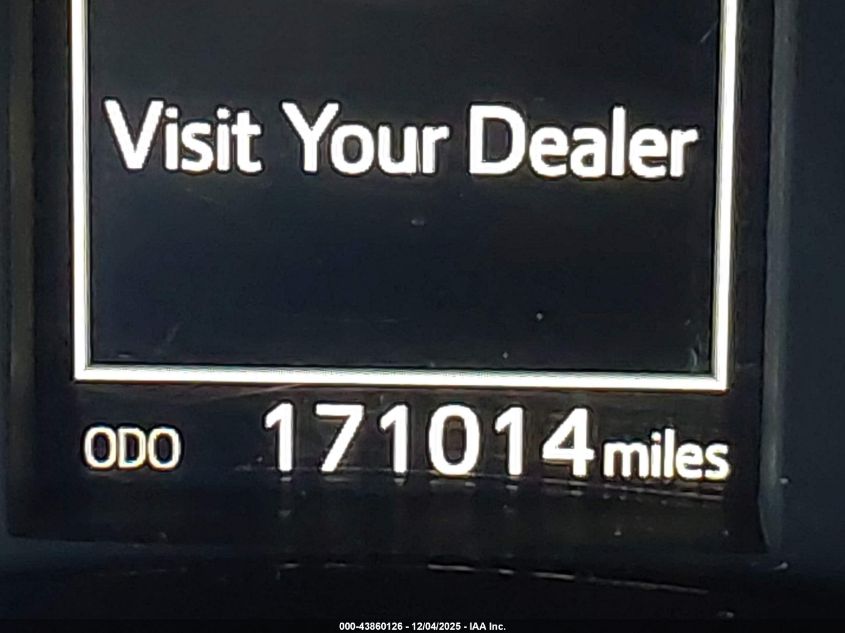 Visit Your Dealer
ODO 171014 miles
000-43860126 - 12/04/2025 - IAA Inc.